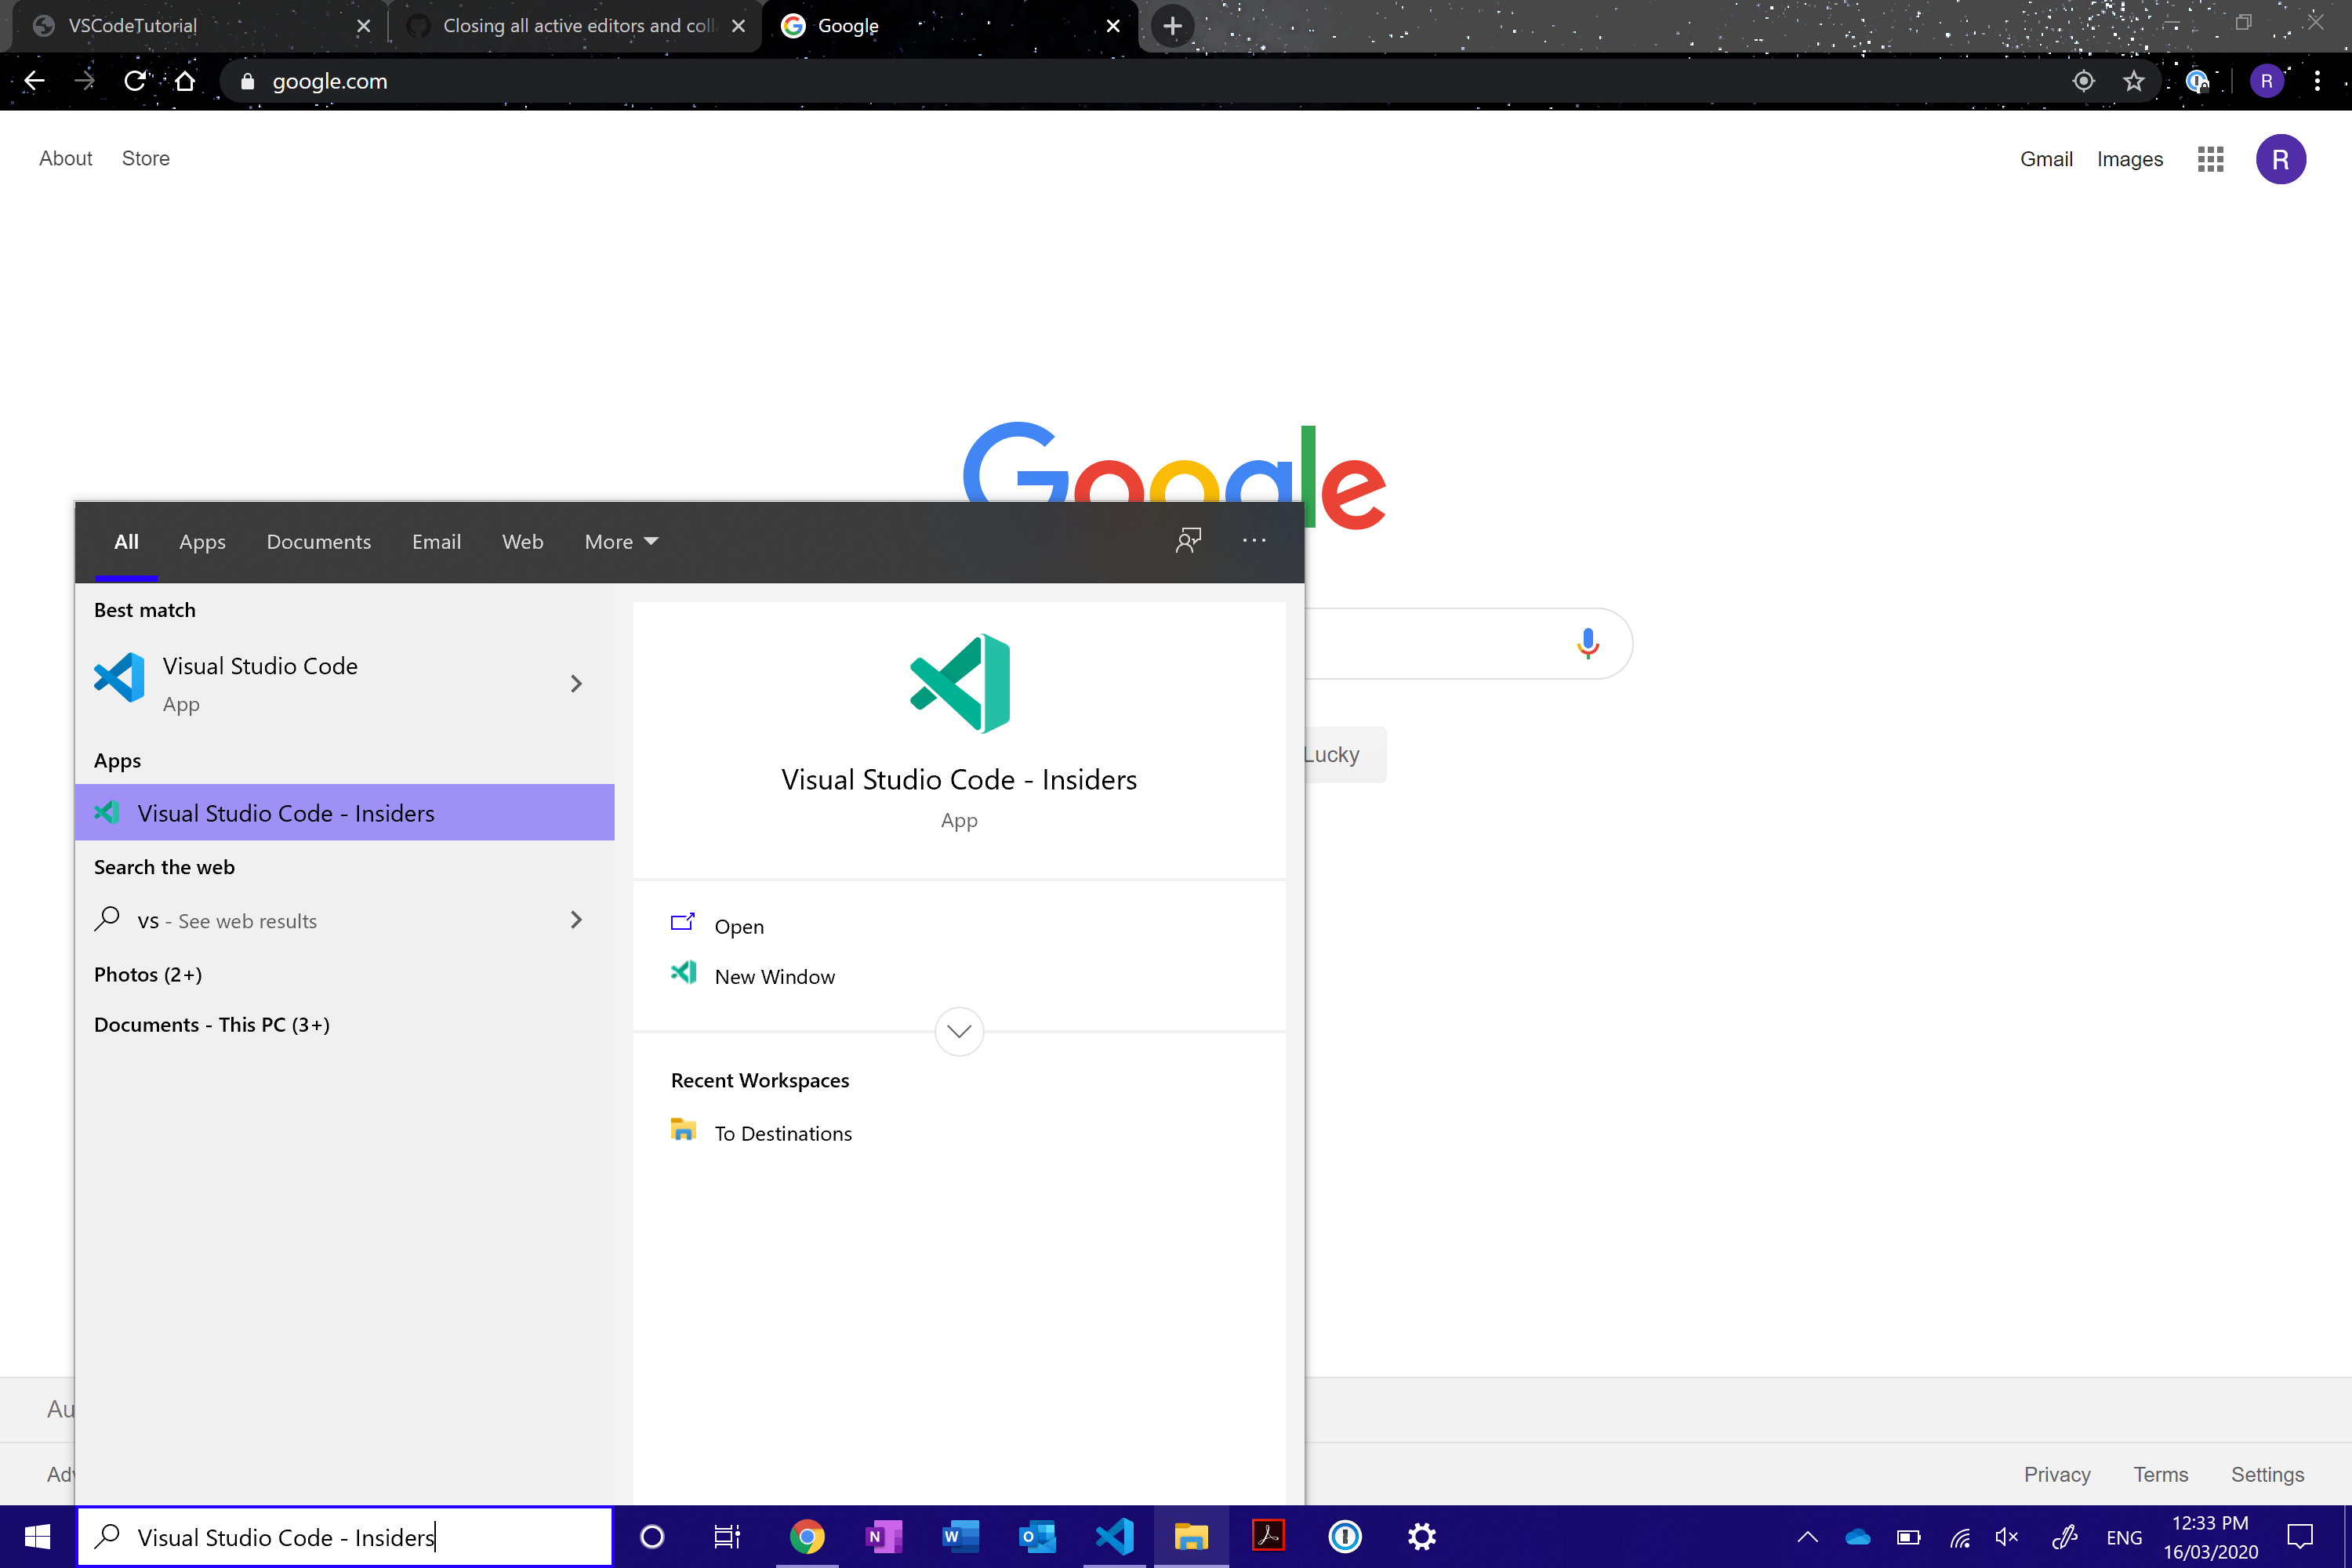 VSCodeTutorial
Closing all active editors and coll
Google
google.com
R
About Store
Gmail Images
R
Google
All Apps Documents Email Web More
Best match
Visual Studio Code
App
Apps
Visual Studio Code - Insiders
Search the web
vs - See web results
Photos (2+)
Documents - This PC (3+)
Visual Studio Code - Insiders
App
Open
New Window
Recent Workspaces
To Destinations
Lucky
Au
Adv
Privacy Terms Settings
Visual Studio Code - Insiders
N
W
O
ENG
12:33 PM
16/03/2020